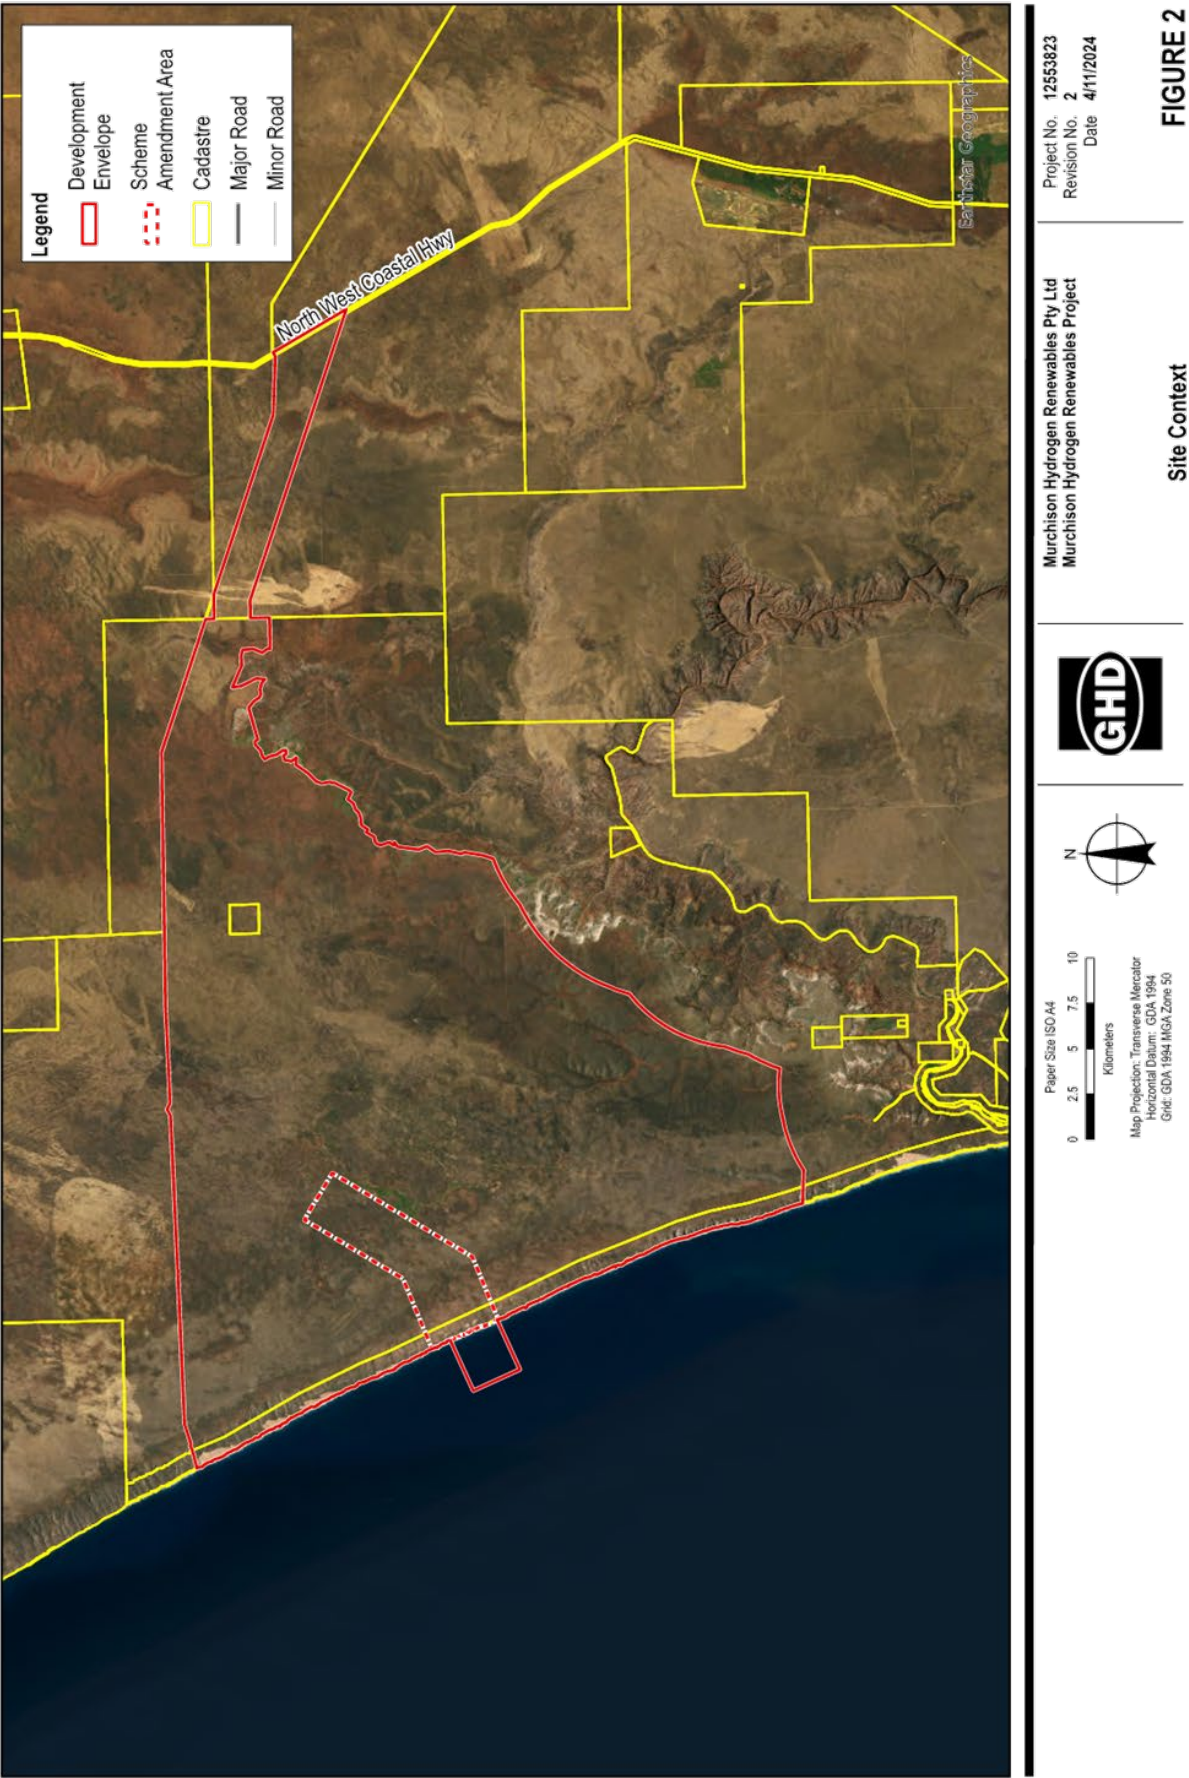 Legend
Development
Envelope
Scheme
Amendment Area
Cadastre
Major Road
Minor Road
North West Coastal Hwy
Earthstar Geographics
Paper Size ISO A4
0 2.5 5 7.5 10
Kilometers
Map Projection: Transverse Mercator
Horizontal Datum: GDA 1994
Grid: GDA 1994 MGA Zone 50
N
GHD
Murchison Hydrogen Renewables Pty Ltd
Murchison Hydrogen Renewables Project
Site Context
Project No. 12553823
Revision No. 2
Date 4/11/2024
FIGURE 2